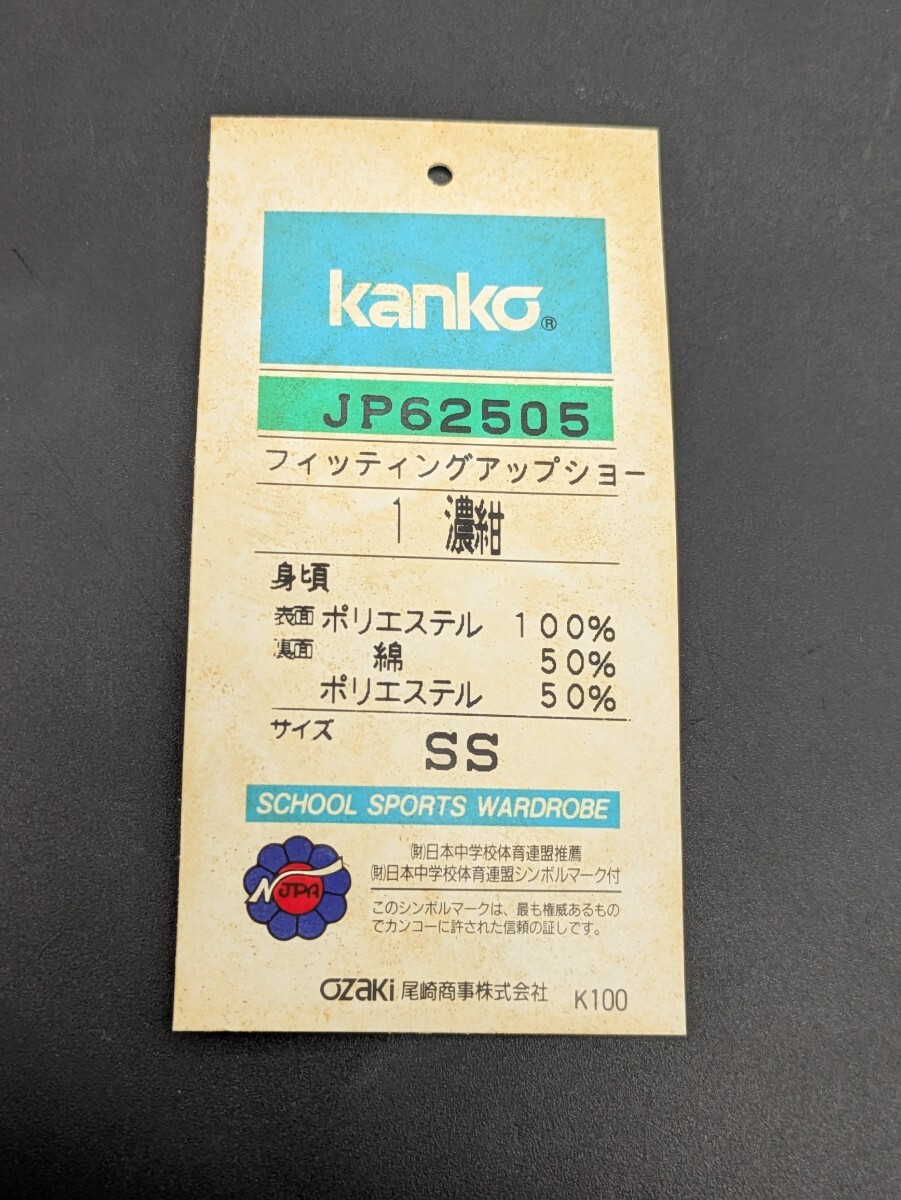 kanko®
JP62505
フィッティングアップショー
1 濃紺
身頃
表面 ポリエステル 100%
裏面 綿 50%
ポリエステル 50%
サイズ SS
SCHOOL SPORTS WARDROBE
N JPA
(財)日本中学校体育連盟推薦
(財)日本中学校体育連盟シンボルマーク付
このシンボルマークは、最も権威あるもの
でカンコーに許された信頼の証しです。
OZAKI 尾崎商事株式会社 K100